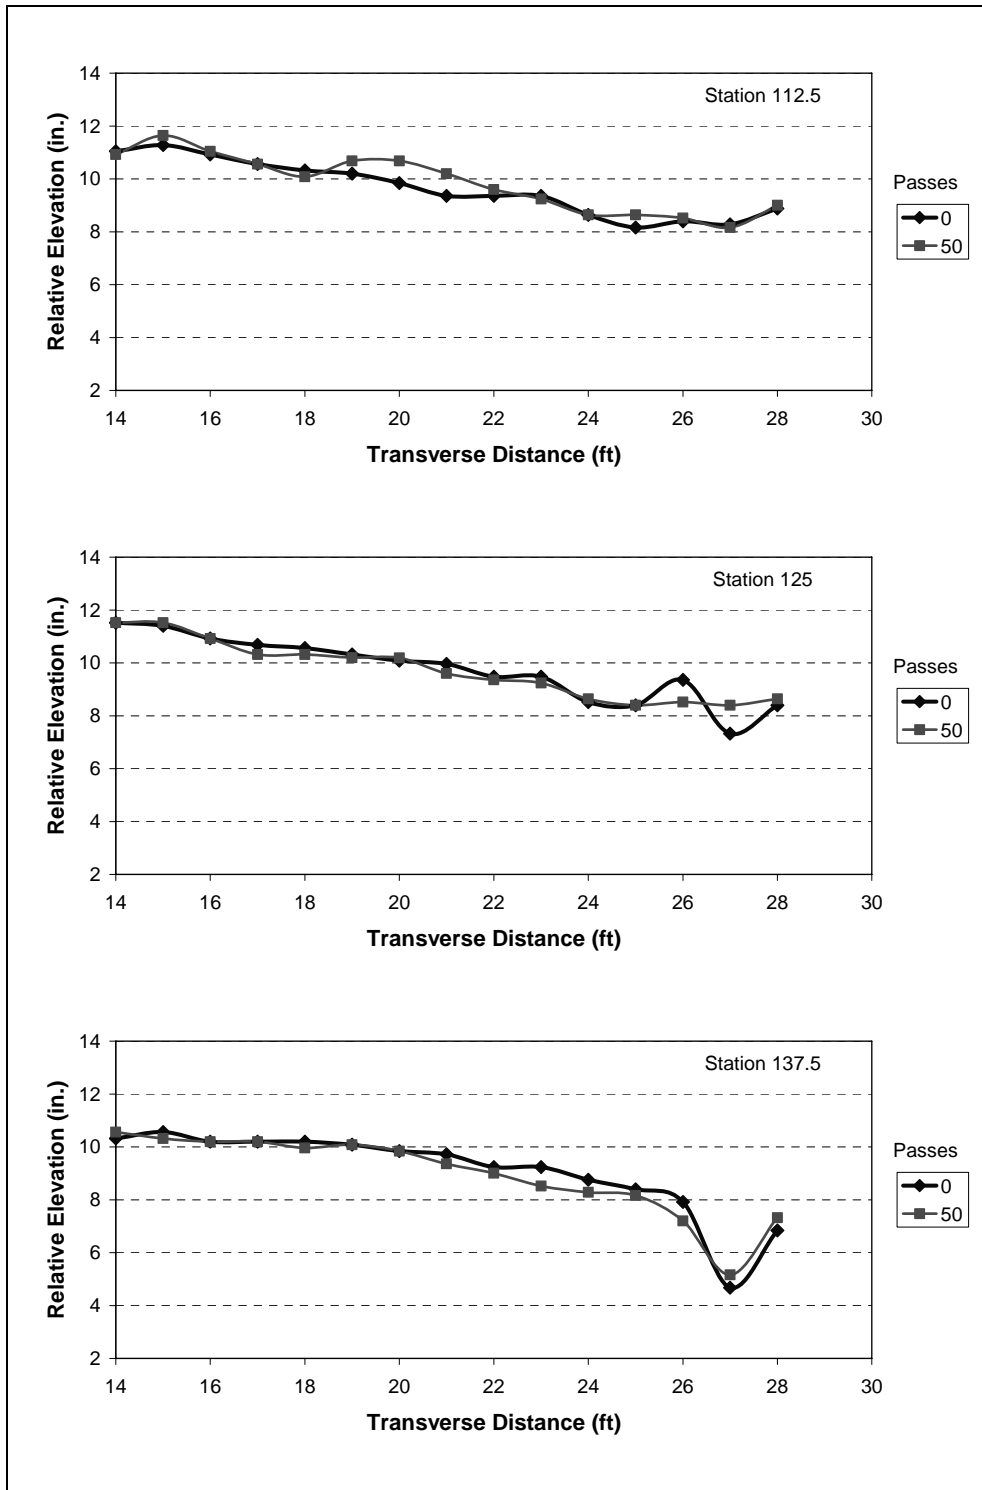 14
Station 112.5
12
10
8
6
4
2
Relative Elevation (in.)
14 16 18 20 22 24 26 28 30
Transverse Distance (ft)
Passes
0
50
14
Station 125
12
10
8
6
4
2
Relative Elevation (in.)
14 16 18 20 22 24 26 28 30
Transverse Distance (ft)
Passes
0
50
14
Station 137.5
12
10
8
6
4
2
Relative Elevation (in.)
14 16 18 20 22 24 26 28 30
Transverse Distance (ft)
Passes
0
50